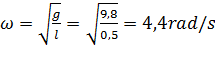 ω = √(g/l) = √(9,8/0,5) = 4,4rad/s